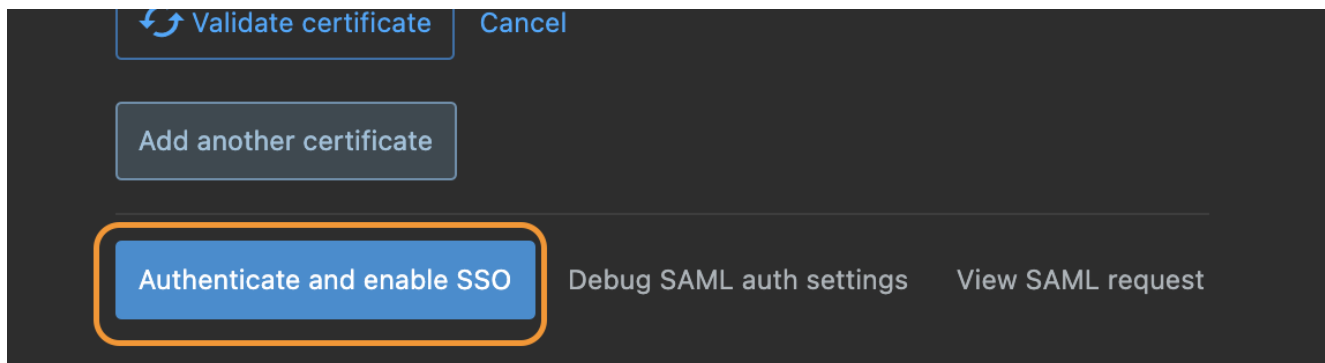 Validate certificate Cancel
Add another certificate
Authenticate and enable SSO Debug SAML auth settings View SAML request